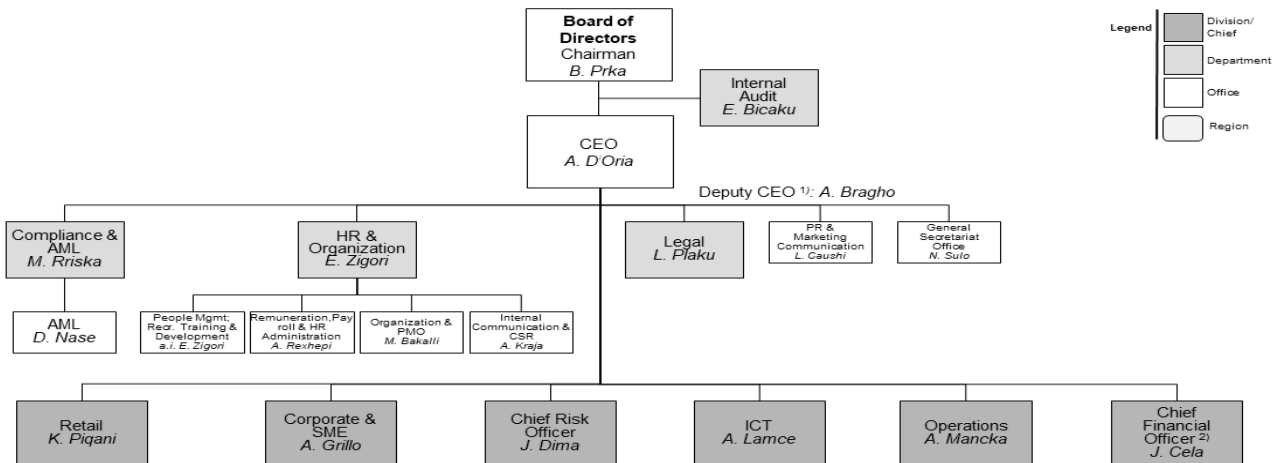 Board of
Directors
Chairman
B. Prka
Legend
Division/
Chief
Department
Office
Region
Internal
Audit
E. Bicaku
CEO
A. D'Oria
Deputy CEO 1): A. Bragho
Compliance &
AML
M. Rriska
HR &
Organization
E. Zigori
Legal
L. Plaku
PR &
Marketing
Communication
L. Caushi
General
Secretariat
Office
N. Sulo
AML
D. Nase
People Mgmt;
Recr. Training &
Development
a.i. E. Zigori
Remuneration,Pay
roll & HR
Administration
A. Rexhepi
Organization &
PMO
M. Bakalli
Internal
Communication &
CSR
A. Kraja
Retail
K. Piqani
Corporate &
SME
A. Grillo
Chief Risk
Officer
J. Dima
ICT
A. Lamce
Operations
A. Mancka
Chief
Financial
Officer 2)
J. Cela